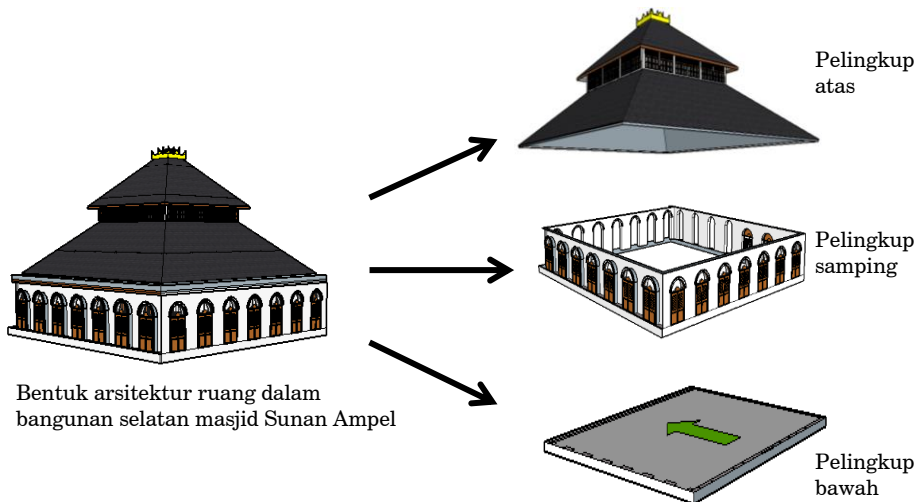 Pelingkup
atas
Pelingkup
samping
Bentuk arsitektur ruang dalam
bangunan selatan masjid Sunan Ampel
Pelingkup
bawah